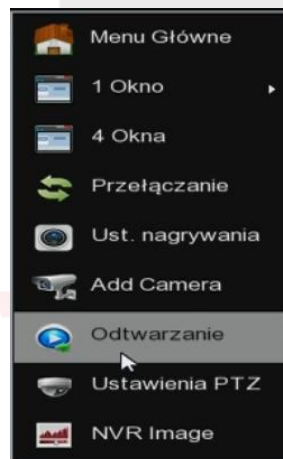 Menu Główne
1 Okno
4 Okna
Przełączanie
Ust. nagrywania
Add Camera
Odtwarzanie
Ustawienia PTZ
NVR Image